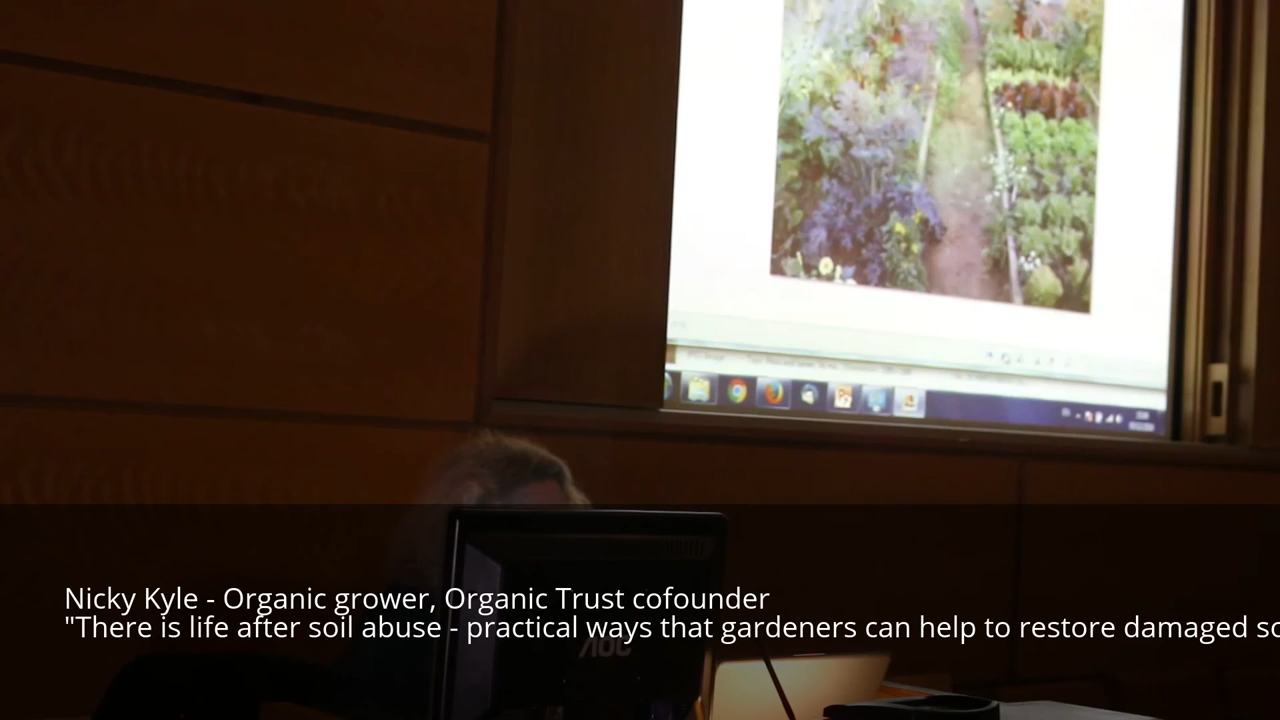 Nicky Kyle - Organic grower, Organic Trust cofounder
"There is life after soil abuse - practical ways that gardeners can help to restore damaged so
AOC